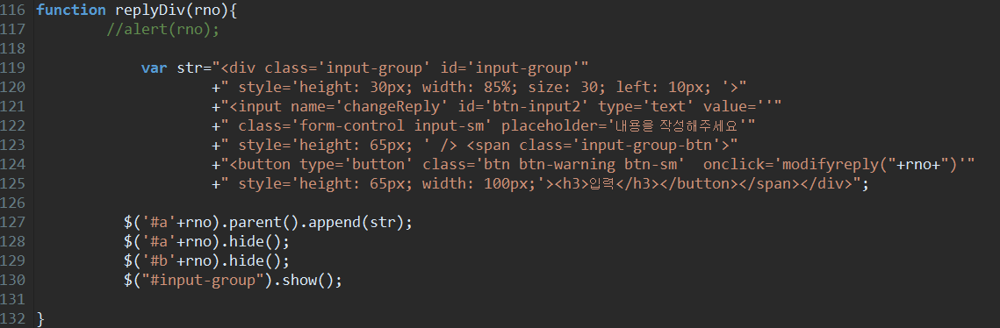 116 function replyDiv(rno){
117 //alert(rno);
118
119 var str="<div class='input-group' id='input-group'"
120 +" style='height: 30px; width: 85%; size: 30; left: 10px; '>"
121 +"<input name='changeReply' id='btn-input2' type='text' value=''"
122 +" class='form-control input-sm' placeholder='내용을 작성해주세요'"
123 +" style='height: 65px; ' /> <span class='input-group-btn'>"
124 +"<button type='button' class='btn btn-warning btn-sm'  onclick='modifyreply("+rno+")'"
125 +" style='height: 65px; width: 100px;'><h3>입력</h3></button></span></div>";
126
127 $('#a'+rno).parent().append(str);
128 $('#a'+rno).hide();
129 $('#b'+rno).hide();
130 $("#input-group").show();
131
132 }